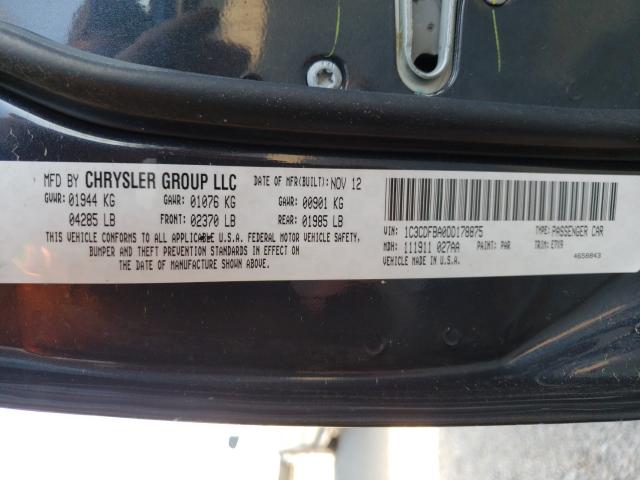 MFD BY CHRYSLER GROUP LLC DATE OF MFR(BUILT): NOV 12
GVWR: 01944 KG GAWR: 01076 KG GAWR: 00901 KG
04285 LB FRONT: 02370 LB REAR: 01985 LB
THIS VEHICLE CONFORMS TO ALL APPLICABLE U.S.A. FEDERAL MOTOR VEHICLE SAFETY,
BUMPER AND THEFT PREVENTION STANDARDS IN EFFECT ON
THE DATE OF MANUFACTURE SHOWN ABOVE.
VIN: 1C3CDFBA0DD178875 TYPE: PASSENGER CAR
MDH: 111911 027AA PAINT: PAR TRIM: E7X9
VEHICLE MADE IN U.S.A. 4658843